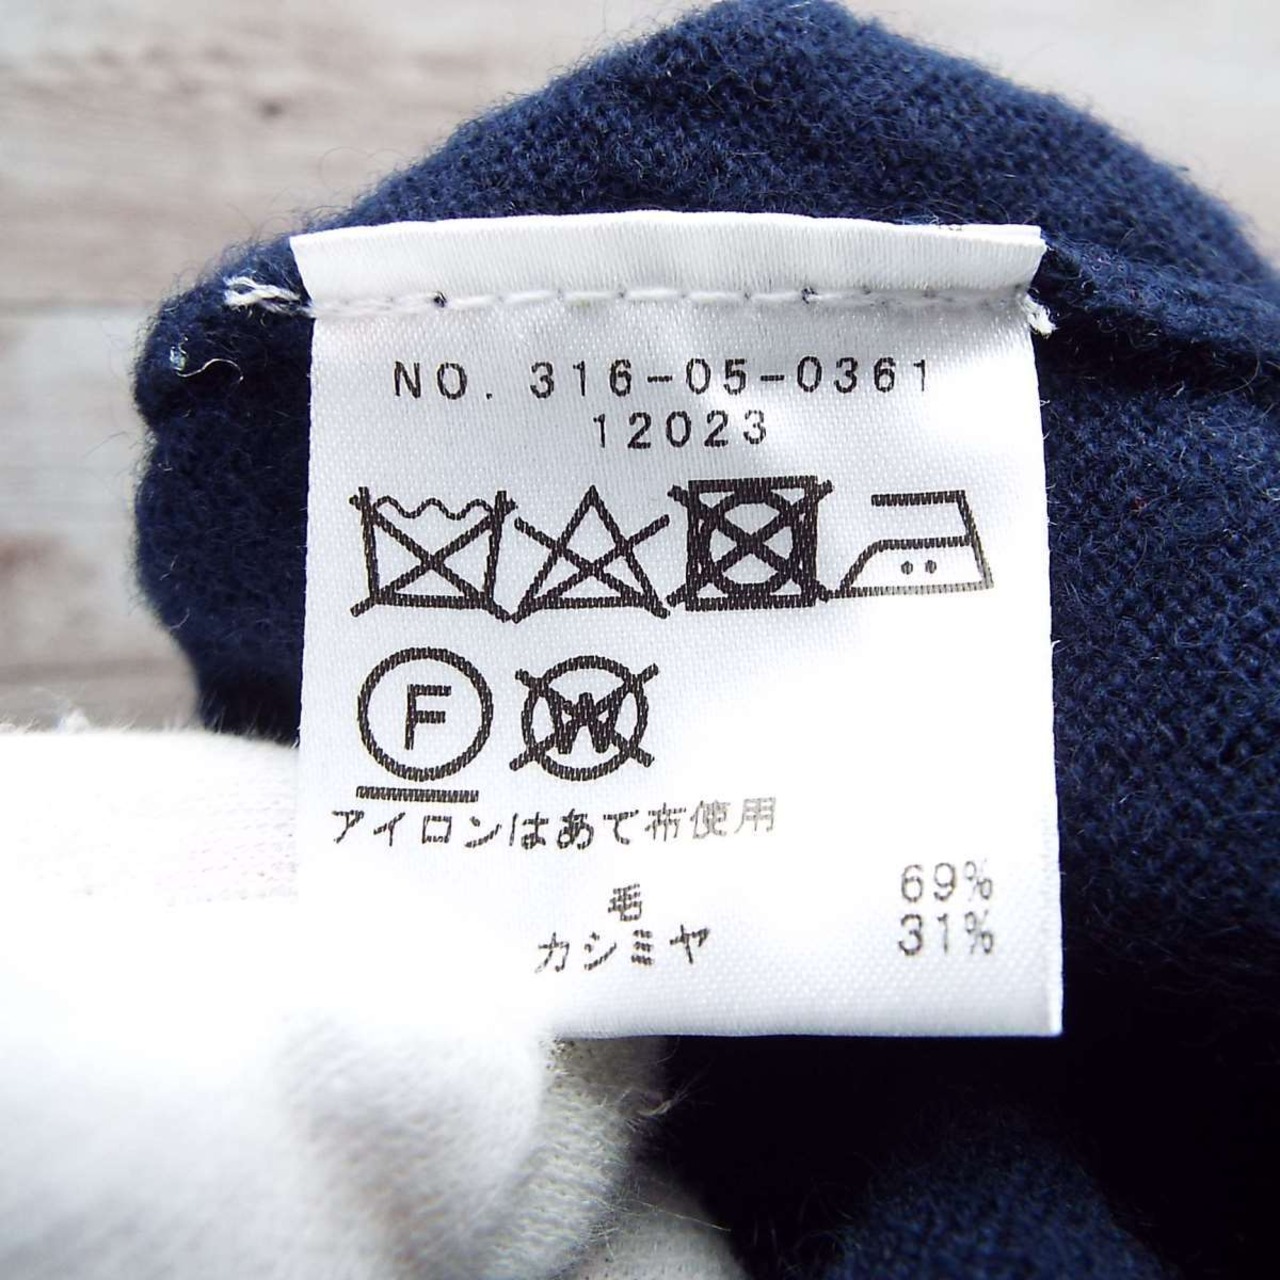 NO. 316-05-0361
12023
F
W
アイロンはあて布使用
毛 69%
カシミヤ 31%